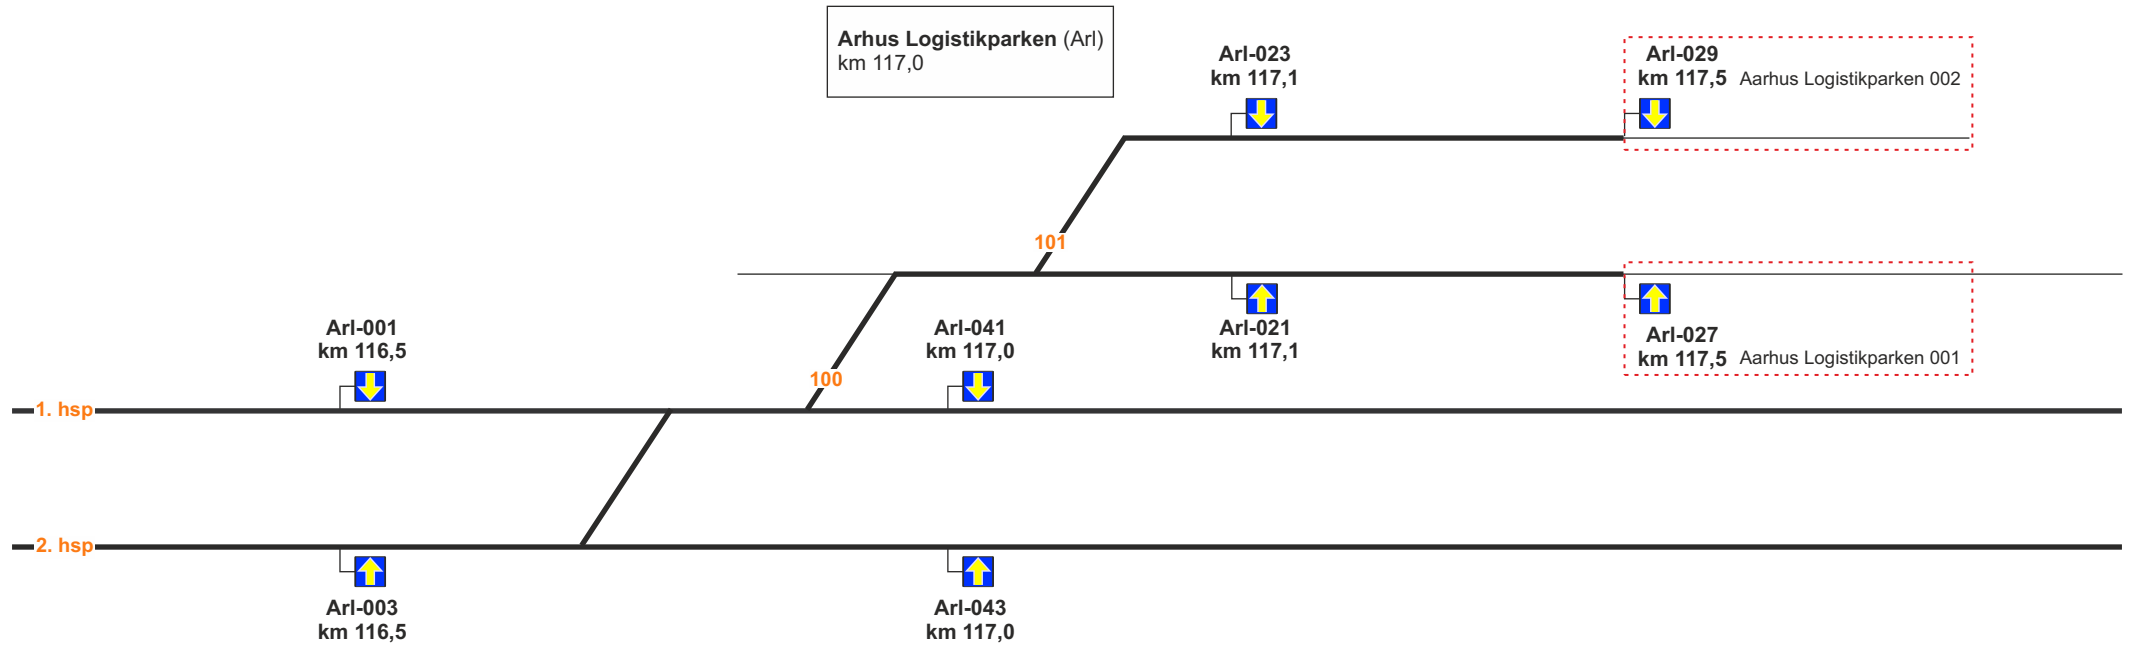 Arhus Logistikparken (Arl)
km 117,0
Arl-023
km 117,1
Arl-029
km 117,5 Aarhus Logistikparken 002
101
Arl-021
km 117,1
Arl-027
km 117,5 Aarhus Logistikparken 001
Arl-001
km 116,5
Arl-041
km 117,0
100
1. hsp
2. hsp
Arl-003
km 116,5
Arl-043
km 117,0